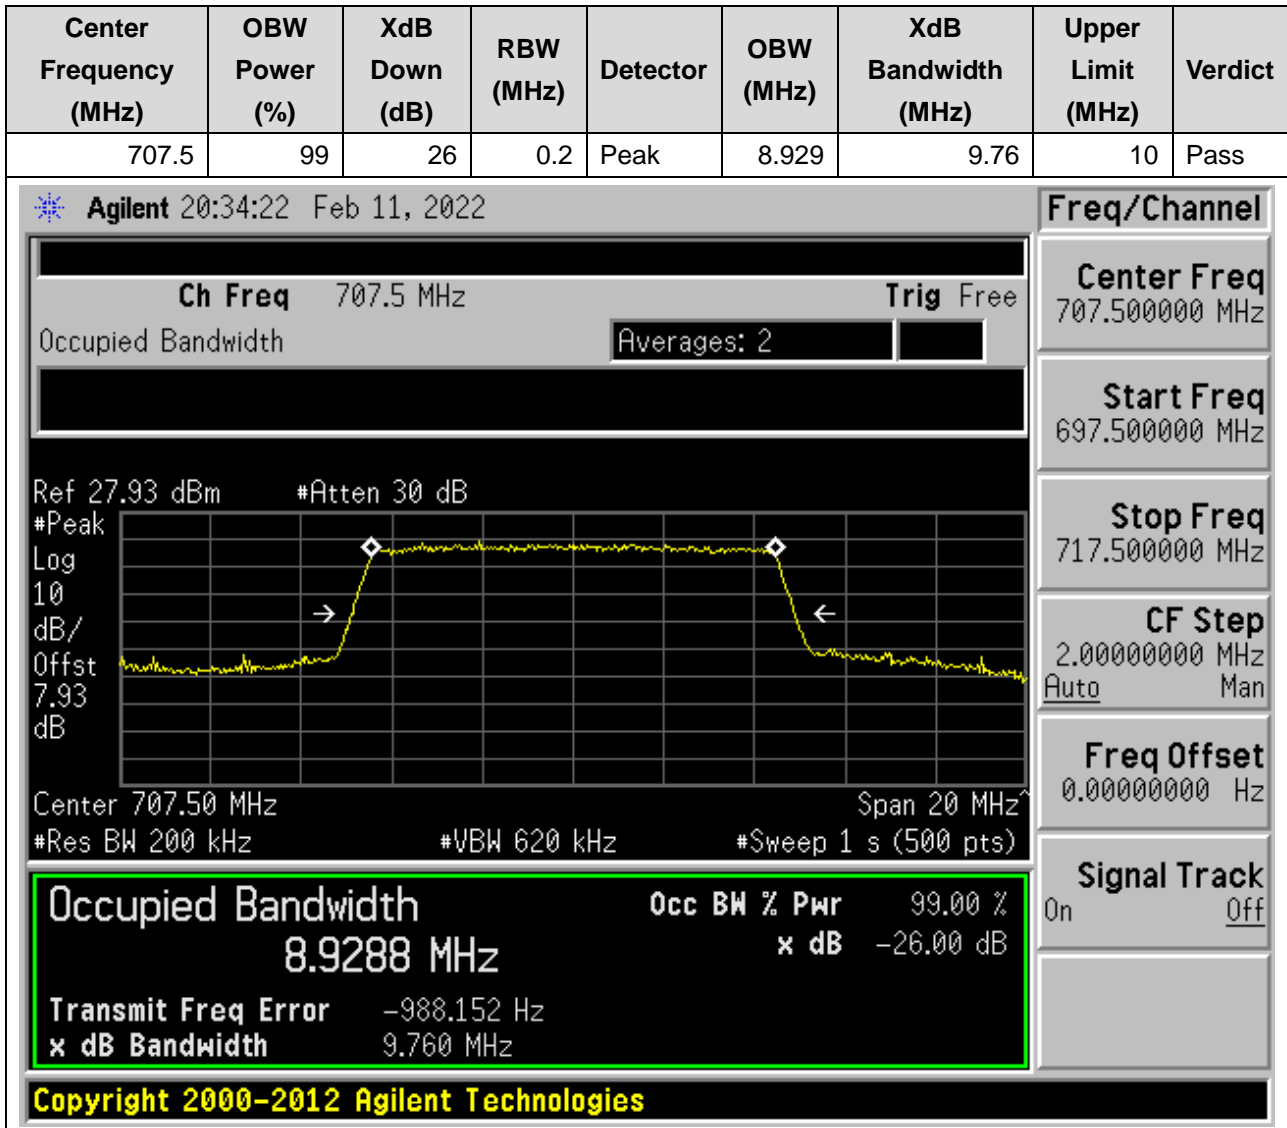 Center Frequency (MHz) OBW Power (%) XdB Down (dB) RBW (MHz) Detector OBW (MHz) XdB Bandwidth (MHz) Upper Limit (MHz) Verdict
707.5 99 26 0.2 Peak 8.929 9.76 10 Pass
Agilent 20:34:22 Feb 11, 2022
Freq/Channel
Ch Freq 707.5 MHz Trig Free
Occupied Bandwidth Averages: 2
Center Freq
707.500000 MHz
Start Freq
697.500000 MHz
Stop Freq
717.500000 MHz
CF Step
2.00000000 MHz
Auto Man
Freq Offset
0.00000000 Hz
Signal Track
On Off
Ref 27.93 dBm #Atten 30 dB
#Peak
Log
10
dB/
Offst
7.93
dB
Center 707.50 MHz Span 20 MHz^
#Res BW 200 kHz #VBW 620 kHz #Sweep 1 s (500 pts)
Occupied Bandwidth Occ BW % Pwr 99.00 %
8.9288 MHz x dB -26.00 dB
Transmit Freq Error -988.152 Hz
x dB Bandwidth 9.760 MHz
Copyright 2000-2012 Agilent Technologies